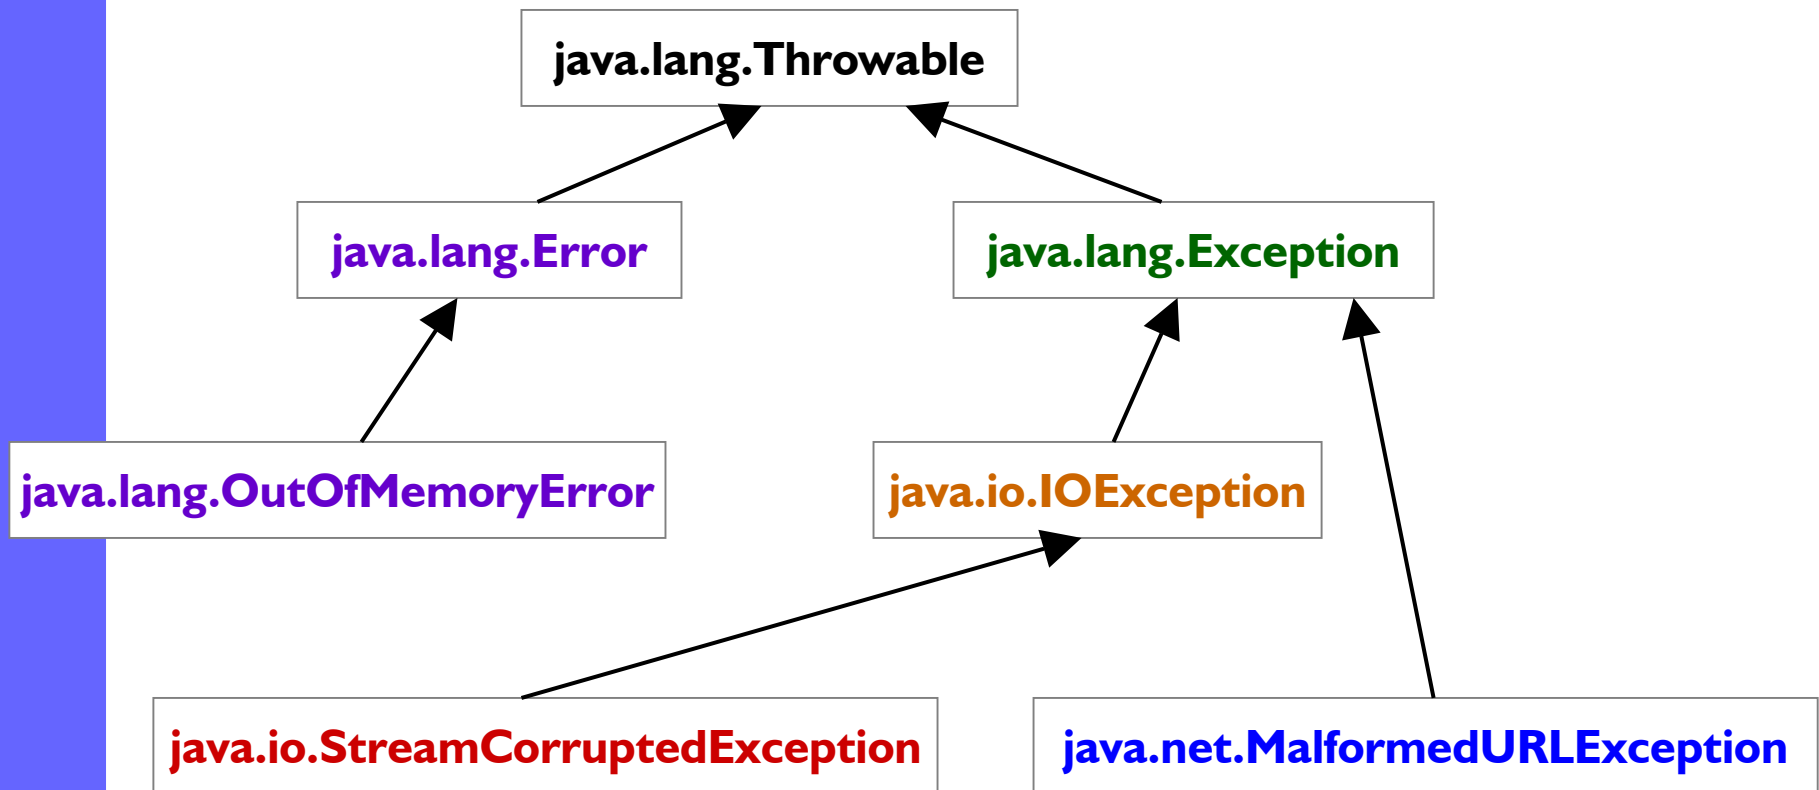 java.lang.Throwable
java.lang.Error
java.lang.Exception
java.lang.OutOfMemoryError
java.io.IOException
java.io.StreamCorruptedException
java.net.MalformedURLException